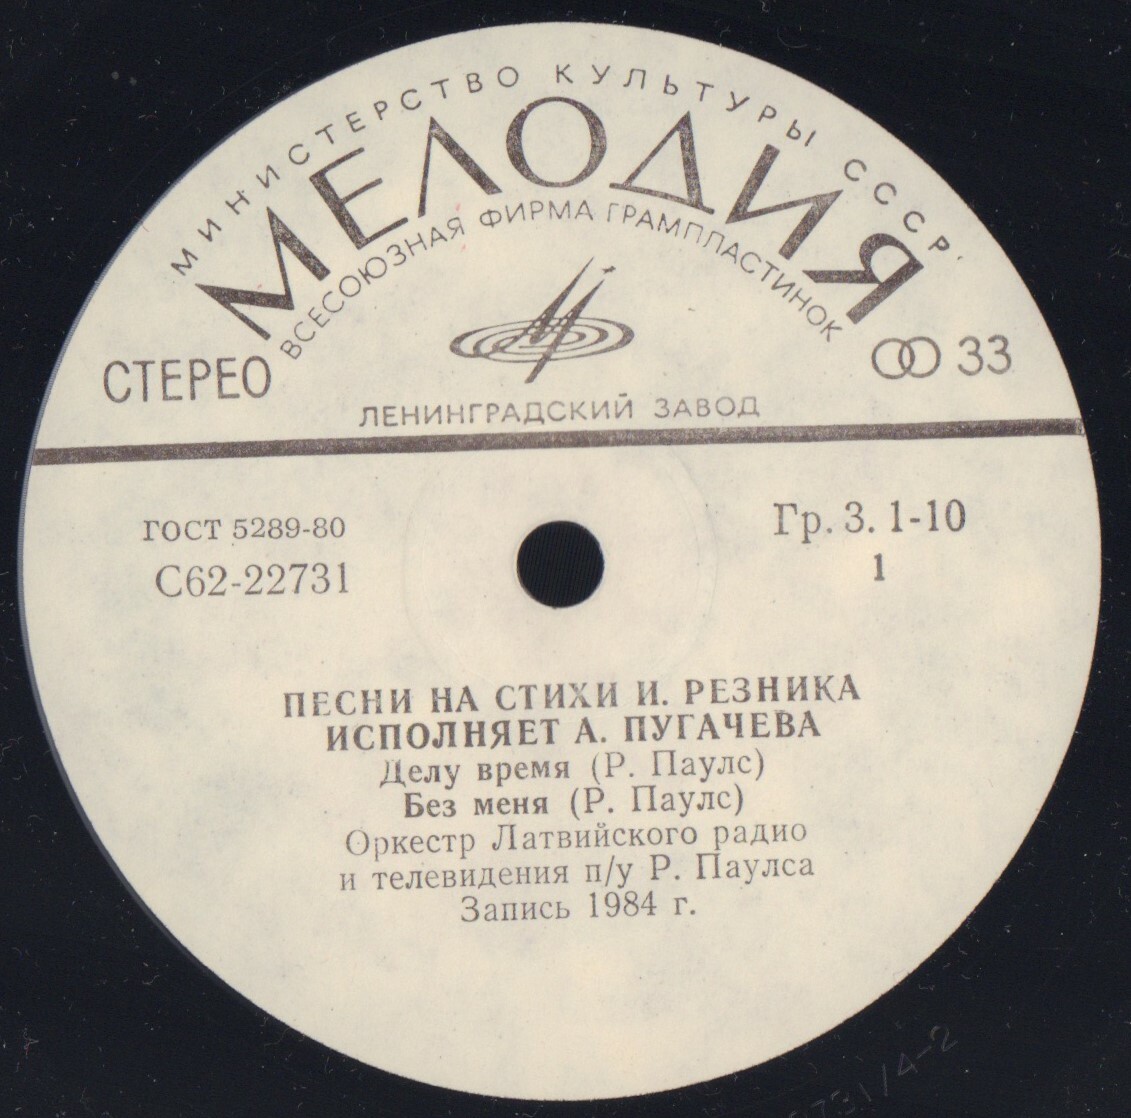 МИНИСТЕРСТВО КУЛЬТУРЫ СССР
МЕЛОДИЯ
ВСЕСОЮЗНАЯ ФИРМА ГРАМПЛАСТИНОК
СТЕРЕО
33
ЛЕНИНГРАДСКИЙ ЗАВОД
ГОСТ 5289-80
Гр. 3. 1-10
С62-22731
1
ПЕСНИ НА СТИХИ И. РЕЗНИКА
ИСПОЛНЯЕТ А. ПУГАЧЕВА
Делу время (Р. Паулс)
Без меня (Р. Паулс)
Оркестр Латвийского радио
и телевидения п/у Р. Паулса
Запись 1984 г.